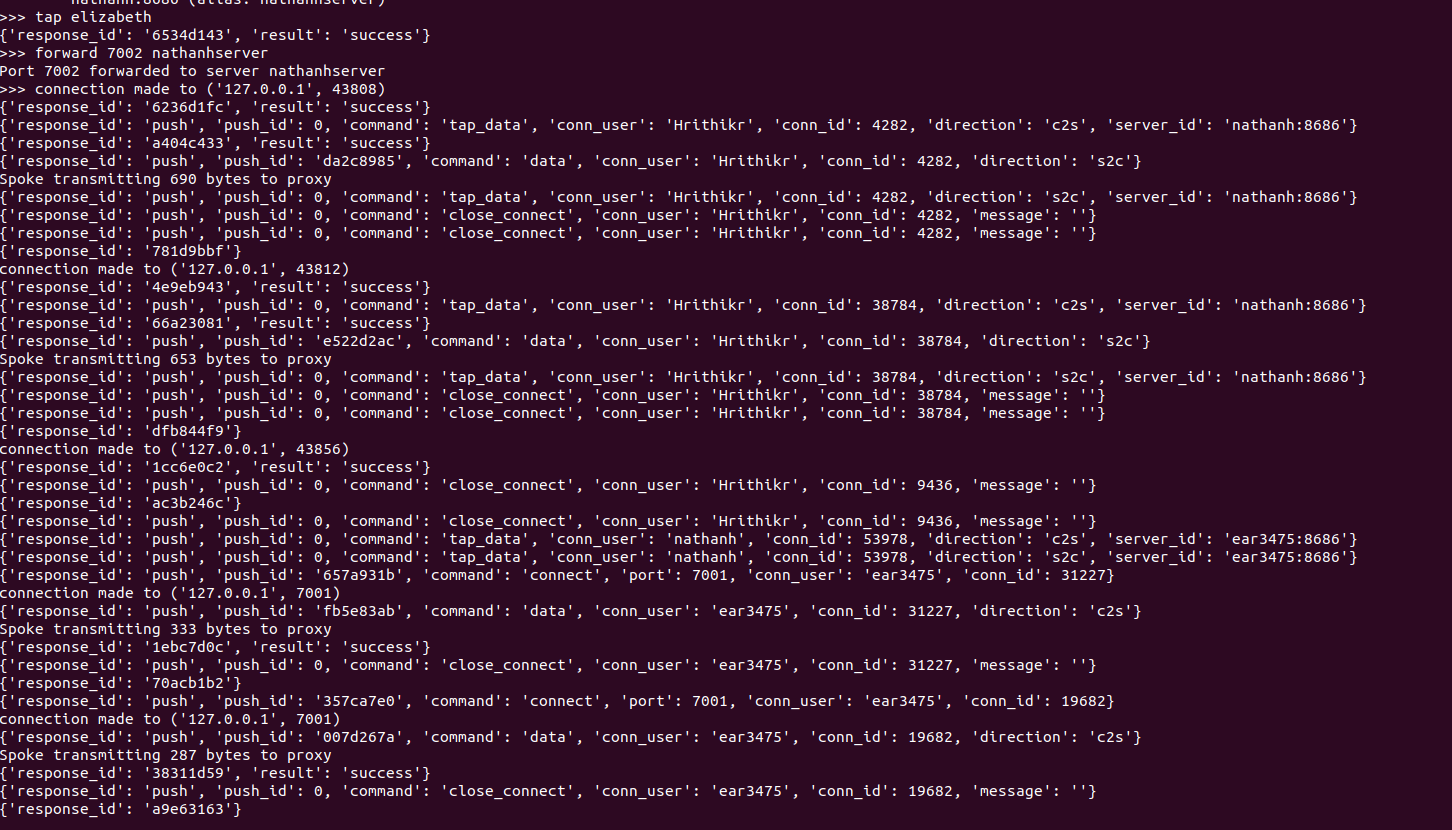 nathanh:8686 (alias: nathanhserver)
>>> tap elizabeth
{'response_id': '6534d143', 'result': 'success'}
>>> forward 7002 nathanhserver
Port 7002 forwarded to server nathanhserver
>>> connection made to ('127.0.0.1', 43808)
{'response_id': '6236d1fc', 'result': 'success'}
{'response_id': 'push', 'push_id': 0, 'command': 'tap_data', 'conn_user': 'Hrithikr', 'conn_id': 4282, 'direction': 'c2s', 'server_id': 'nathanh:8686'}
{'response_id': 'a404c433', 'result': 'success'}
{'response_id': 'push', 'push_id': 'da2c8985', 'command': 'data', 'conn_user': 'Hrithikr', 'conn_id': 4282, 'direction': 's2c'}
Spoke transmitting 690 bytes to proxy
{'response_id': 'push', 'push_id': 0, 'command': 'tap_data', 'conn_user': 'Hrithikr', 'conn_id': 4282, 'direction': 's2c', 'server_id': 'nathanh:8686'}
{'response_id': 'push', 'push_id': 0, 'command': 'close_connect', 'conn_user': 'Hrithikr', 'conn_id': 4282, 'message': ''}
{'response_id': 'push', 'push_id': 0, 'command': 'close_connect', 'conn_user': 'Hrithikr', 'conn_id': 4282, 'message': ''}
{'response_id': '781d9bbf'}
connection made to ('127.0.0.1', 43812)
{'response_id': '4e9eb943', 'result': 'success'}
{'response_id': 'push', 'push_id': 0, 'command': 'tap_data', 'conn_user': 'Hrithikr', 'conn_id': 38784, 'direction': 'c2s', 'server_id': 'nathanh:8686'}
{'response_id': '66a23081', 'result': 'success'}
{'response_id': 'push', 'push_id': 'e522d2ac', 'command': 'data', 'conn_user': 'Hrithikr', 'conn_id': 38784, 'direction': 's2c'}
Spoke transmitting 653 bytes to proxy
{'response_id': 'push', 'push_id': 0, 'command': 'tap_data', 'conn_user': 'Hrithikr', 'conn_id': 38784, 'direction': 's2c', 'server_id': 'nathanh:8686'}
{'response_id': 'push', 'push_id': 0, 'command': 'close_connect', 'conn_user': 'Hrithikr', 'conn_id': 38784, 'message': ''}
{'response_id': 'push', 'push_id': 0, 'command': 'close_connect', 'conn_user': 'Hrithikr', 'conn_id': 38784, 'message': ''}
{'response_id': 'dfb844f9'}
connection made to ('127.0.0.1', 43856)
{'response_id': '1cc6e0c2', 'result': 'success'}
{'response_id': 'push', 'push_id': 0, 'command': 'close_connect', 'conn_user': 'Hrithikr', 'conn_id': 9436, 'message': ''}
{'response_id': 'ac3b246c'}
{'response_id': 'push', 'push_id': 0, 'command': 'close_connect', 'conn_user': 'Hrithikr', 'conn_id': 9436, 'message': ''}
{'response_id': 'push', 'push_id': 0, 'command': 'tap_data', 'conn_user': 'nathanh', 'conn_id': 53978, 'direction': 'c2s', 'server_id': 'ear3475:8686'}
{'response_id': 'push', 'push_id': 0, 'command': 'tap_data', 'conn_user': 'nathanh', 'conn_id': 53978, 'direction': 's2c', 'server_id': 'ear3475:8686'}
{'response_id': 'push', 'push_id': '657a931b', 'command': 'connect', 'port': 7001, 'conn_user': 'ear3475', 'conn_id': 31227}
connection made to ('127.0.0.1', 7001)
{'response_id': 'push', 'push_id': 'fb5e83ab', 'command': 'data', 'conn_user': 'ear3475', 'conn_id': 31227, 'direction': 'c2s'}
Spoke transmitting 333 bytes to proxy
{'response_id': '1ebc7d0c', 'result': 'success'}
{'response_id': 'push', 'push_id': 0, 'command': 'close_connect', 'conn_user': 'ear3475', 'conn_id': 31227, 'message': ''}
{'response_id': '70acb1b2'}
{'response_id': 'push', 'push_id': '357ca7e0', 'command': 'connect', 'port': 7001, 'conn_user': 'ear3475', 'conn_id': 19682}
connection made to ('127.0.0.1', 7001)
{'response_id': 'push', 'push_id': '007d267a', 'command': 'data', 'conn_user': 'ear3475', 'conn_id': 19682, 'direction': 'c2s'}
Spoke transmitting 287 bytes to proxy
{'response_id': '38311d59', 'result': 'success'}
{'response_id': 'push', 'push_id': 0, 'command': 'close_connect', 'conn_user': 'ear3475', 'conn_id': 19682, 'message': ''}
{'response_id': 'a9e63163'}